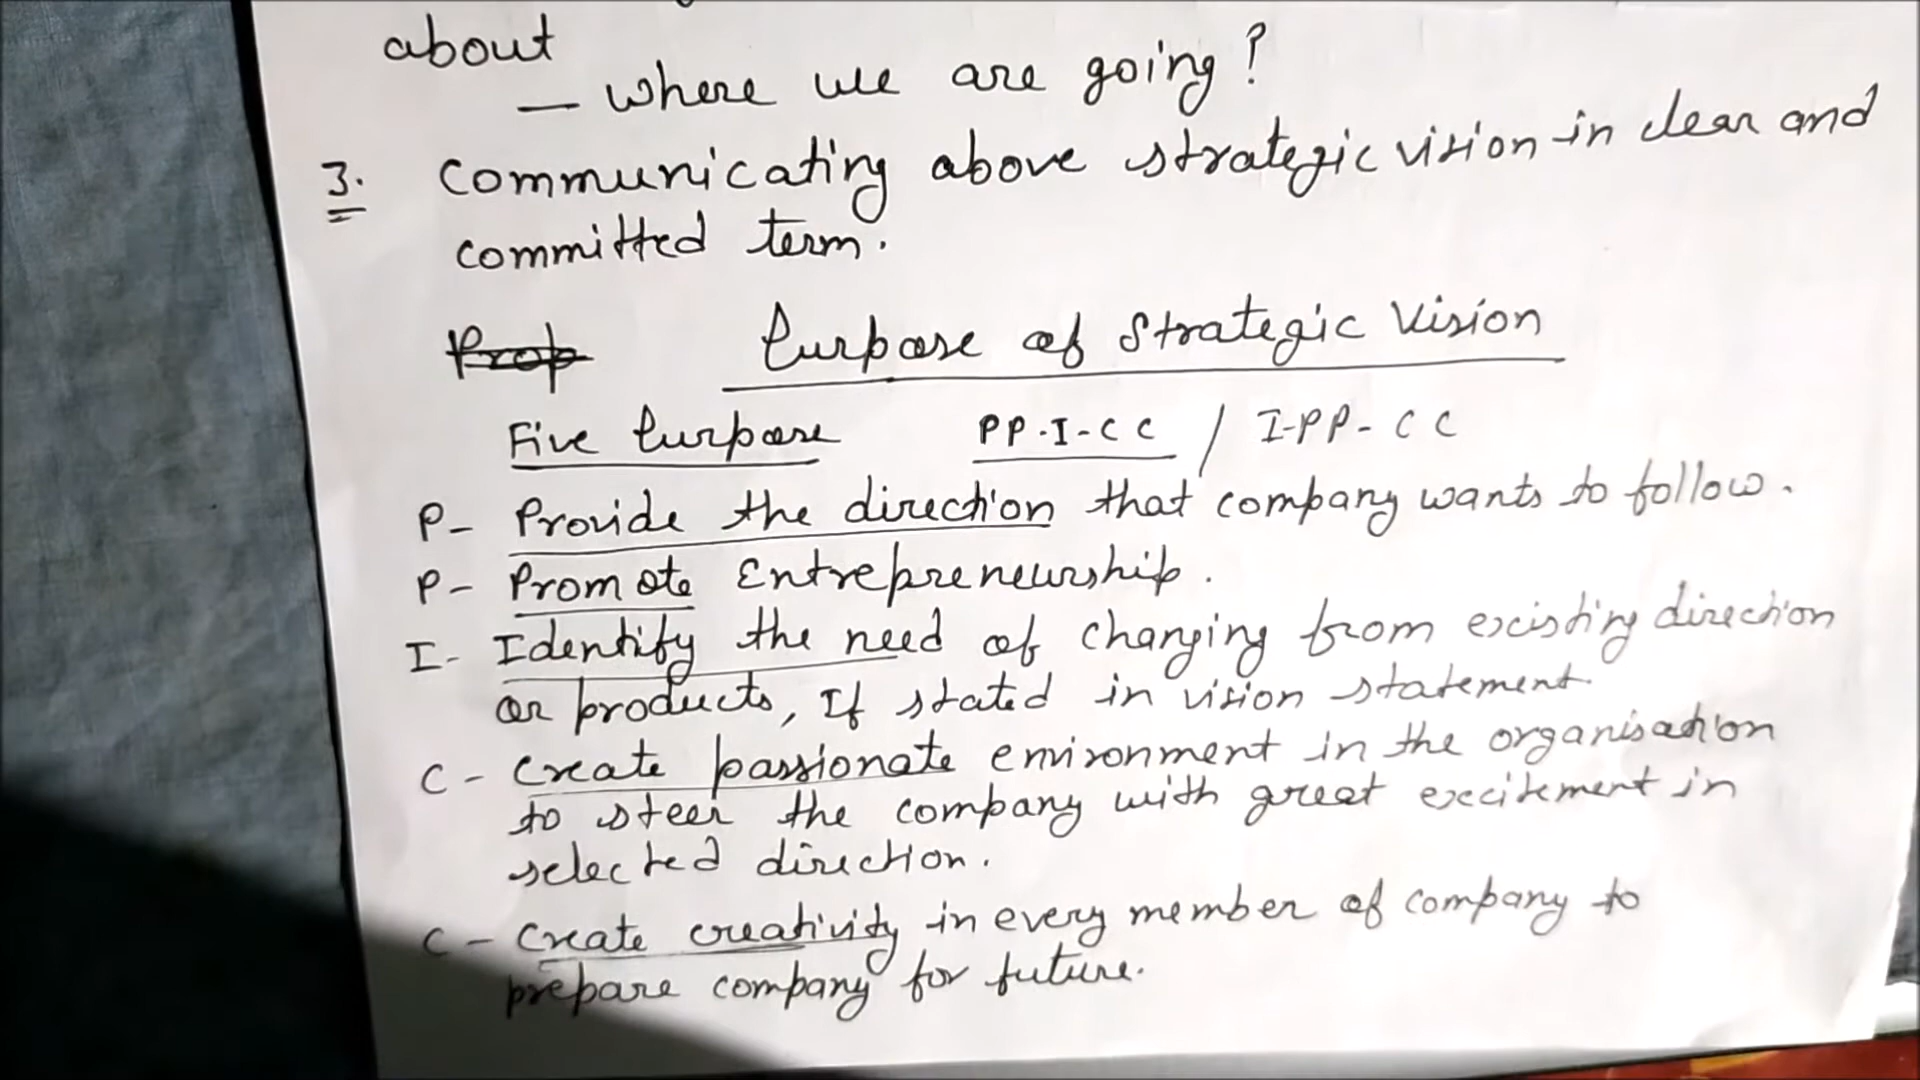 about
— where we are going?
3. Communicating above strategic vision in clear and
committed term.
Prop Purpose of Strategic Vision
Five Purpose PP-I-CC / I-PP-CC
P- Provide the direction that company wants to follow.
P- Promote Entrepreneurship.
I- Identify the need of changing from existing direction
or products, If stated in vision statement.
C- Create passionate environment in the organisation
to steer the company with great excitement in
selected direction.
C- Create creativity in every member of company to
prepare company for future.